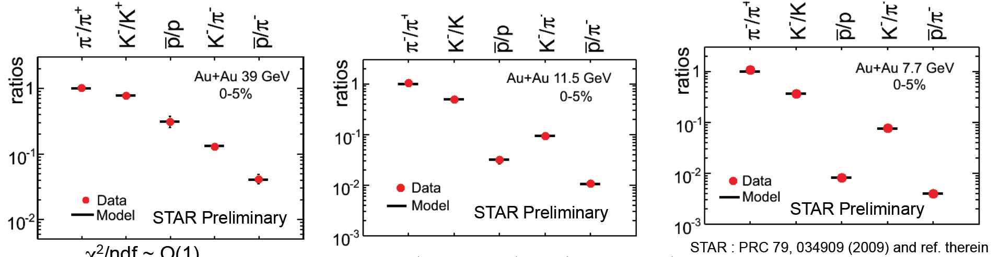 π⁻/π⁺
K⁻/K⁺
p̅/p
K⁻/π⁻
p̅/π⁻
ratios
Au+Au 39 GeV
0-5%
1
10⁻¹
10⁻²
Data
Model
STAR Preliminary
χ²/ndf ~ O(1)
π⁻/π⁺
K⁻/K
p̅/p
K⁻/π⁻
p̅/π⁻
ratios
Au+Au 11.5 GeV
0-5%
1
10⁻¹
10⁻²
10⁻³
Data
Model
STAR Preliminary
π⁻/π⁺
K⁻/K
p̅/p
K⁻/π⁻
p̅/π⁻
ratios
Au+Au 7.7 GeV
0-5%
1
10⁻¹
10⁻²
10⁻³
Data
Model
STAR Preliminary
STAR : PRC 79, 034909 (2009) and ref. therein